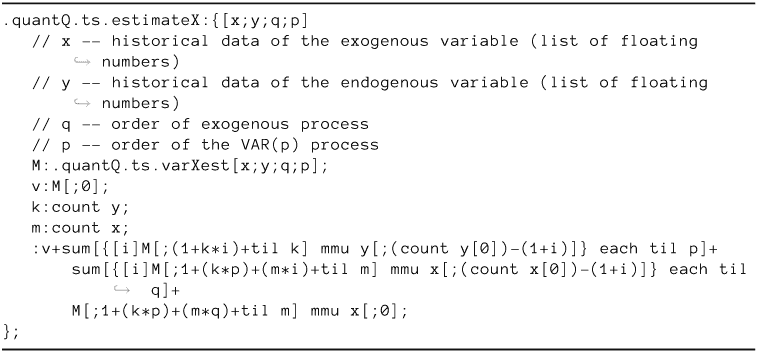 .quantQ.ts.estimateX:{[x;y;q;p]
// x -- historical data of the exogenous variable (list of floating
↪ numbers)
// y -- historical data of the endogenous variable (list of floating
↪ numbers)
// q -- order of exogenous process
// p -- order of the VAR(p) process
M:.quantQ.ts.varXest[x;y;q;p];
v:M[;0];
k:count y;
m:count x;
:v+sum[{[i]M[;(1+k*i)+til k] mmu y[;(count y[0])-(1+i)]} each til p]+
sum[{[i]M[;1+(k*p)+(m*i)+til m] mmu x[;(count x[0])-(1+i)]} each til
↪ q]+
M[;1+(k*p)+(m*q)+til m] mmu x[;0];
};